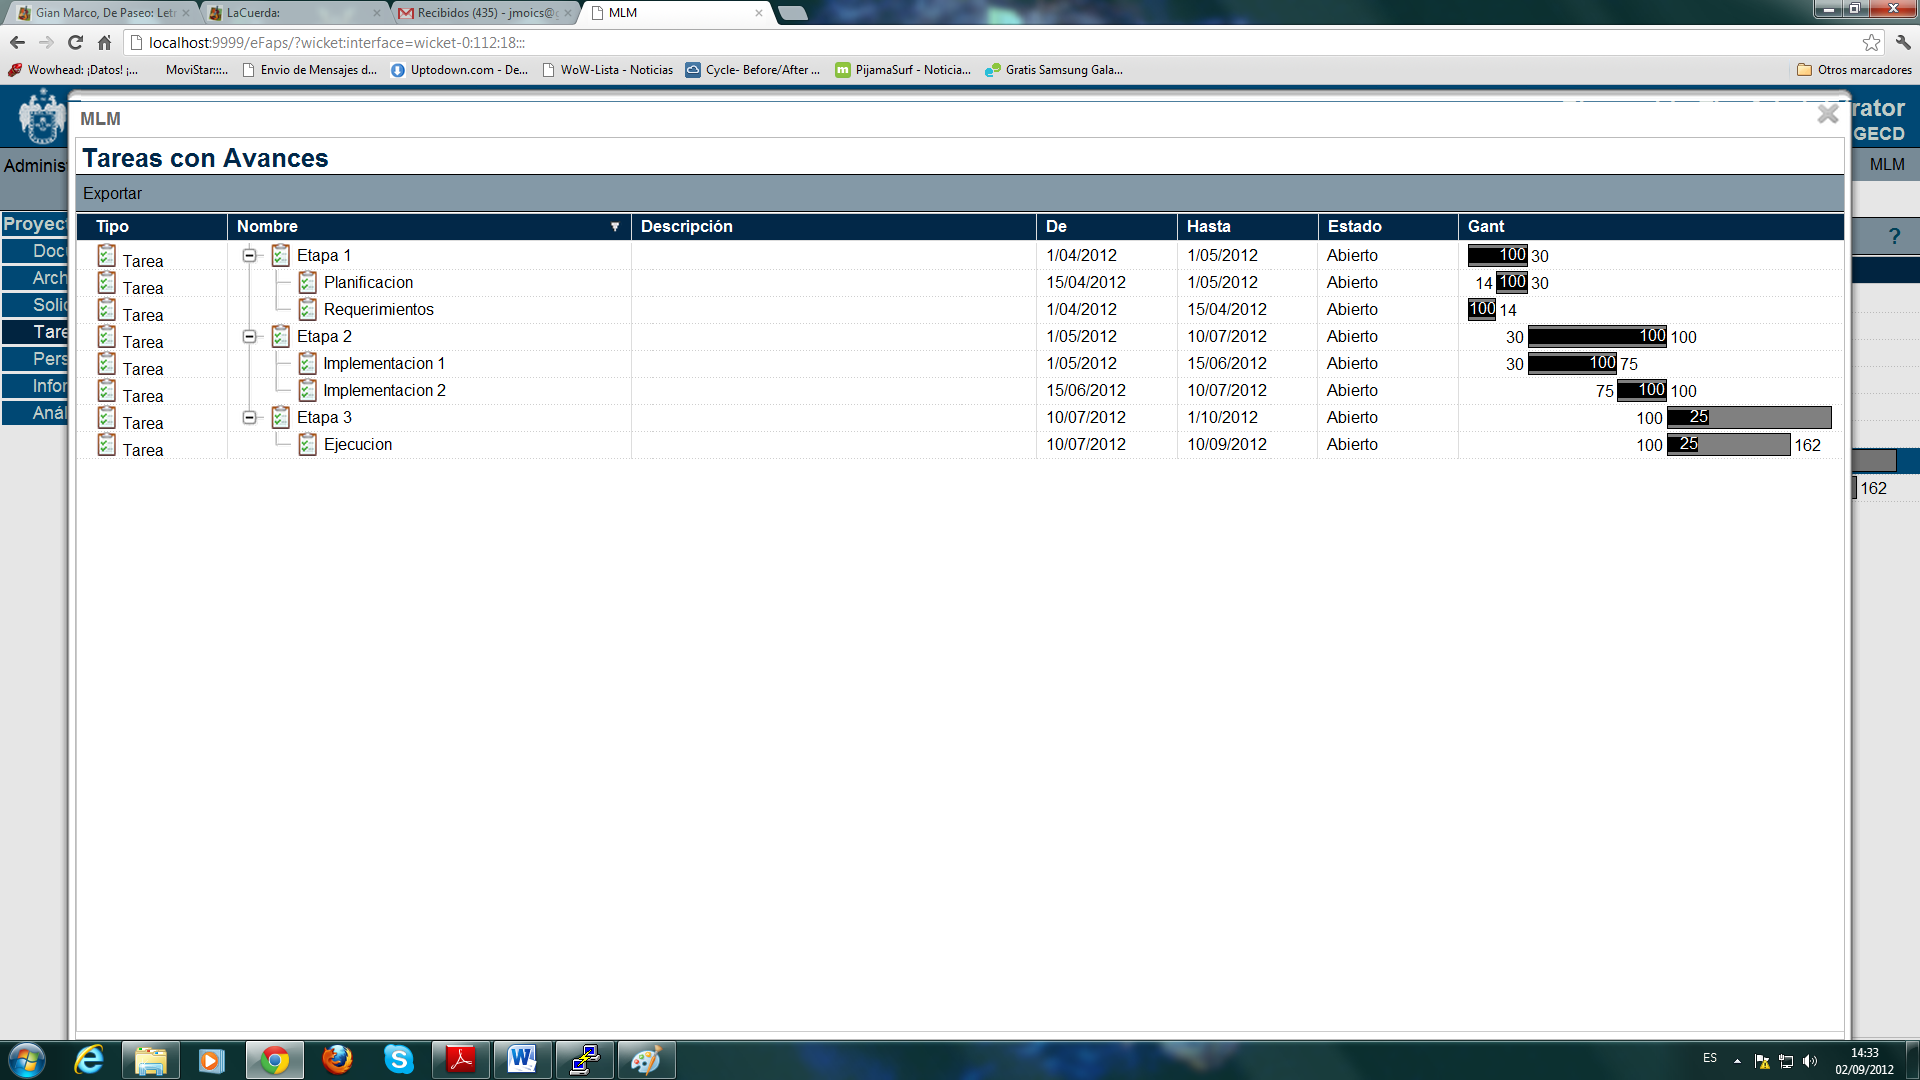 Gian Marco, De Paseo: Letr
LaCuerda:
Recibidos (435) - jmoics@g
MLM
localhost:9999/eFaps/?wicket:interface=wicket-0:112:18:::
Wowhead: ¡Datos! ¡... MoviStar:::.. Envio de Mensajes d... Uptodown.com - De... WoW-Lista - Noticias Cycle- Before/After ... PijamaSurf - Noticia... Gratis Samsung Gala... Otros marcadores
rator
GECD
MLM
Adminis
MLM
Tareas con Avances
Exportar
Proyect
Docu
Arch
Solic
Tare
Pers
Infor
Anál
?
Tipo Nombre Descripción De Hasta Estado Gant
Tarea Etapa 1 1/04/2012 1/05/2012 Abierto 100 30
Tarea Planificacion 15/04/2012 1/05/2012 Abierto 14 100 30
Tarea Requerimientos 1/04/2012 15/04/2012 Abierto 100 14
Tarea Etapa 2 1/05/2012 10/07/2012 Abierto 30 100 100
Tarea Implementacion 1 1/05/2012 15/06/2012 Abierto 30 100 75
Tarea Implementacion 2 15/06/2012 10/07/2012 Abierto 75 100 100
Tarea Etapa 3 10/07/2012 1/10/2012 Abierto 100 25
Tarea Ejecucion 10/07/2012 10/09/2012 Abierto 100 25 162
162
ES
14:33
02/09/2012